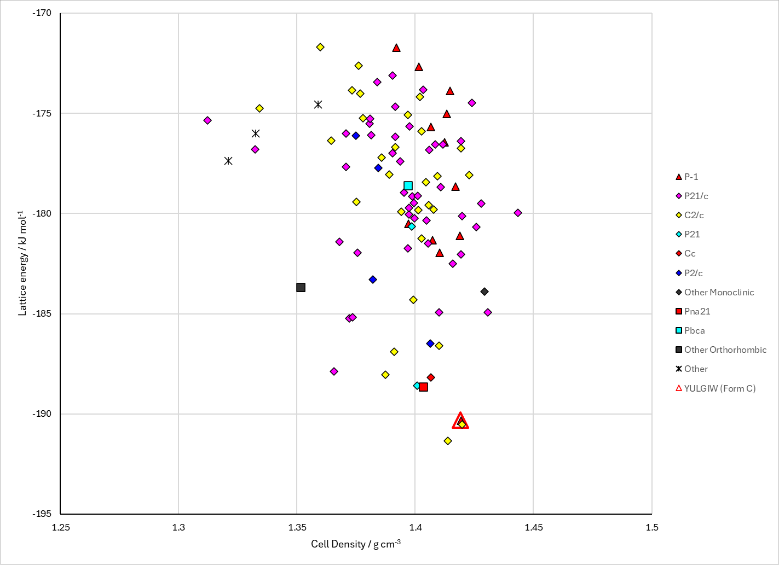 -170
-175
-180
-185
-190
-195
Lattice energy / kJ mol⁻¹
1.25
1.3
1.35
1.4
1.45
1.5
Cell Density / g cm⁻³
P-1
P21/c
C2/c
P21
Cc
P2/c
Other Monoclinic
Pna21
Pbca
Other Orthorhombic
Other
YULGIW (Form C)